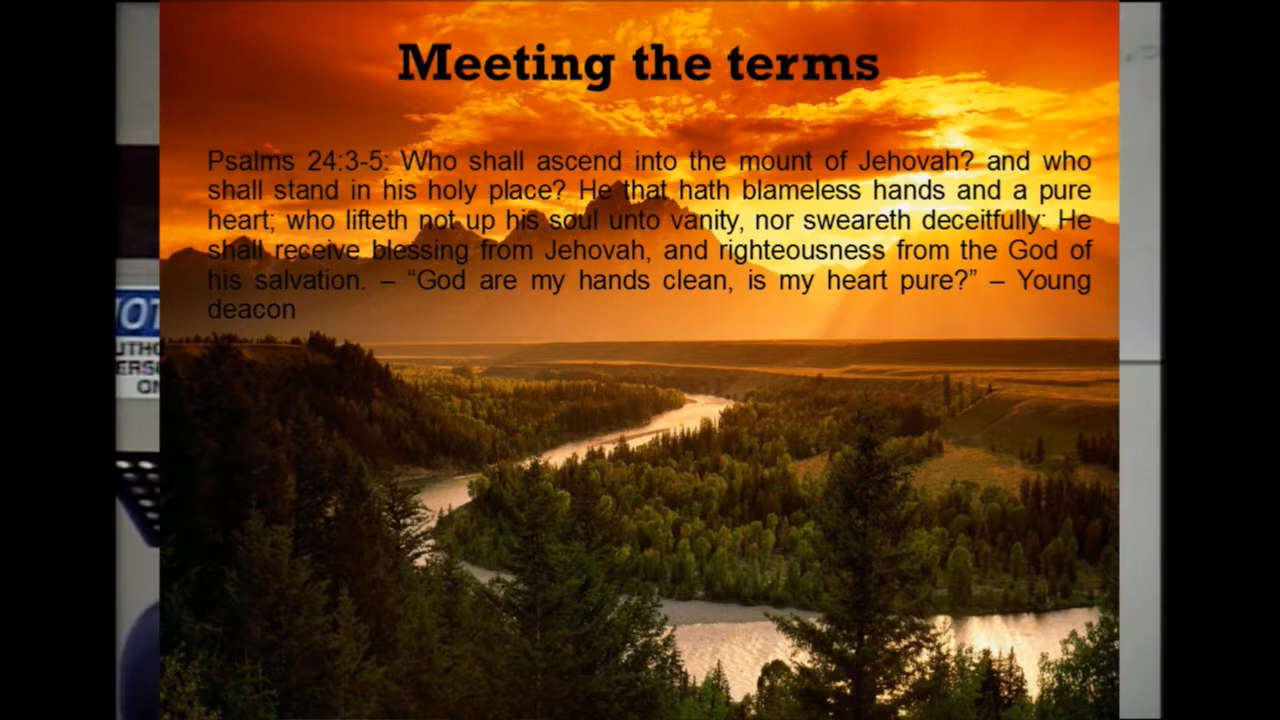 Meeting the terms
Psalms 24:3-5: Who shall ascend into the mount of Jehovah? and who
shall stand in his holy place? He that hath blameless hands and a pure
heart; who lifteth not up his soul unto vanity, nor sweareth deceitfully: He
shall receive blessing from Jehovah, and righteousness from the God of
his salvation. – “God are my hands clean, is my heart pure?” – Young
deacon